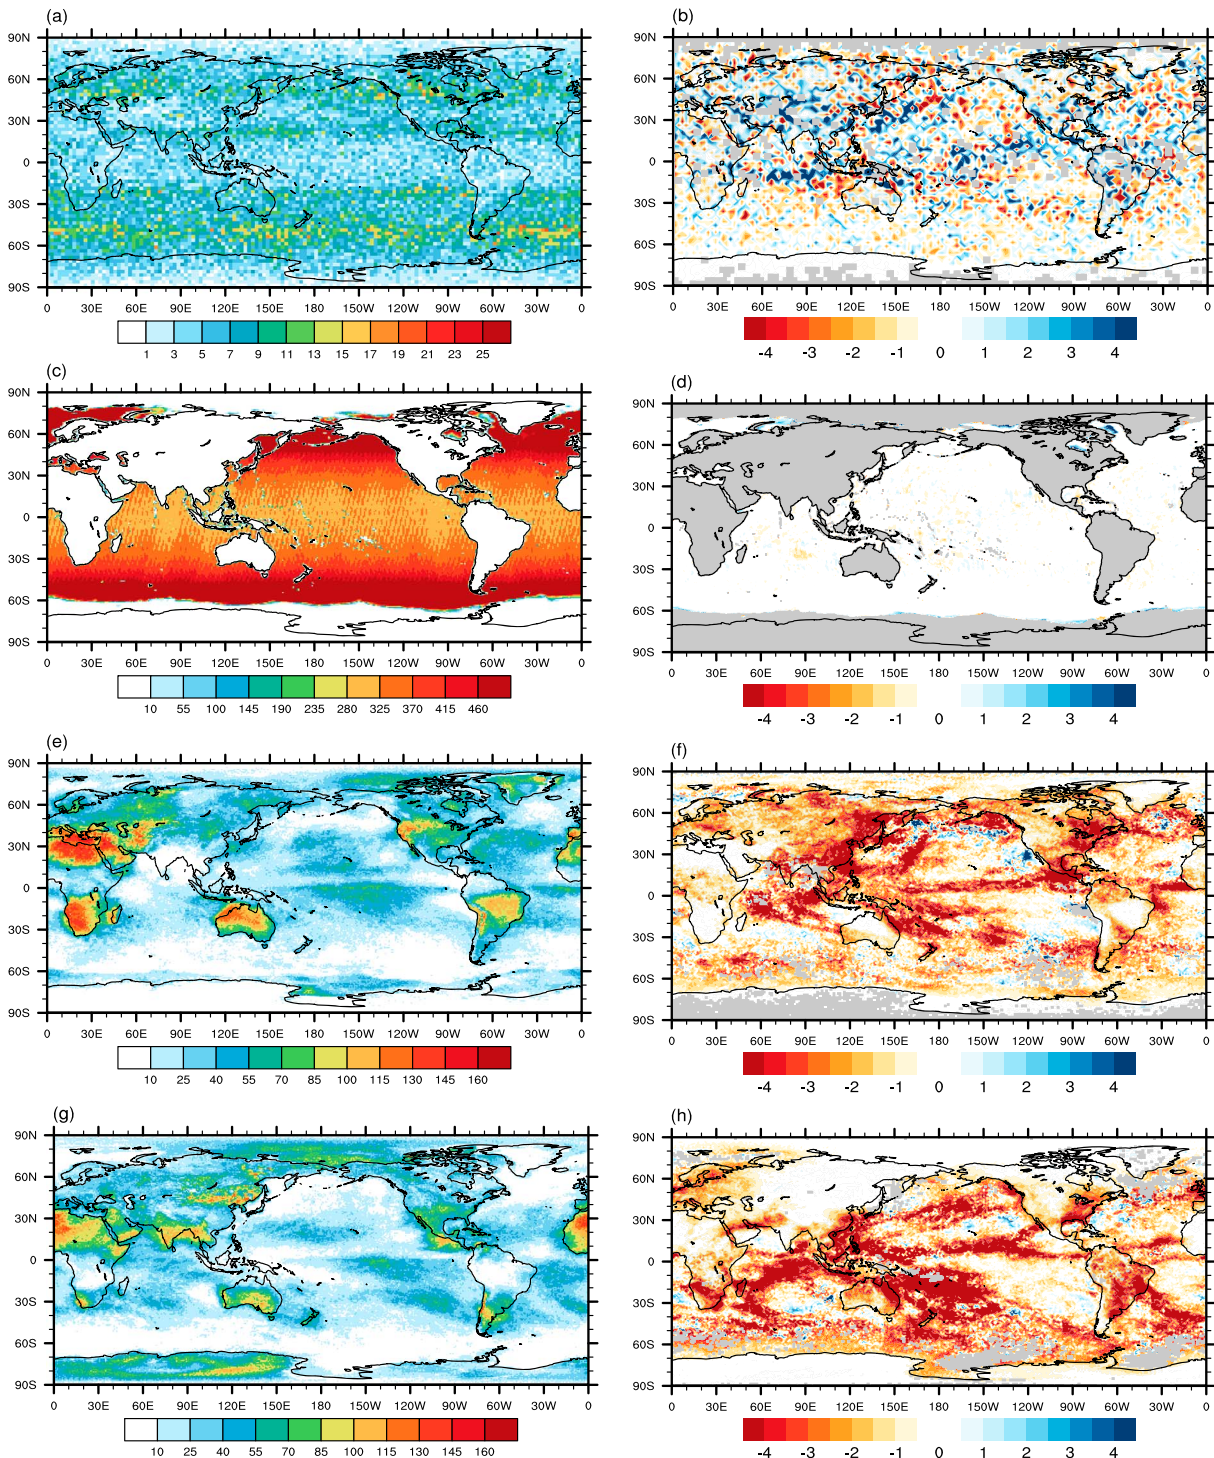 (a)
90N
60N
30N
0
30S
60S
90S
0 30E 60E 90E 120E 150E 180 150W 120W 90W 60W 30W 0
1 3 5 7 9 11 13 15 17 19 21 23 25
(b)
90N
60N
30N
0
30S
60S
90S
0 30E 60E 90E 120E 150E 180 150W 120W 90W 60W 30W
-4 -3 -2 -1 0 1 2 3 4
(c)
90N
60N
30N
0
30S
60S
90S
0 30E 60E 90E 120E 150E 180 150W 120W 90W 60W 30W 0
10 55 100 145 190 235 280 325 370 415 460
(d)
90N
60N
30N
0
30S
60S
90S
0 30E 60E 90E 120E 150E 180 150W 120W 90W 60W 30W
-4 -3 -2 -1 0 1 2 3 4
(e)
90N
60N
30N
0
30S
60S
90S
0 30E 60E 90E 120E 150E 180 150W 120W 90W 60W 30W 0
10 25 40 55 70 85 100 115 130 145 160
(f)
90N
60N
30N
0
30S
60S
90S
0 30E 60E 90E 120E 150E 180 150W 120W 90W 60W 30W
-4 -3 -2 -1 0 1 2 3 4
(g)
90N
60N
30N
0
30S
60S
90S
0 30E 60E 90E 120E 150E 180 150W 120W 90W 60W 30W 0
10 25 40 55 70 85 100 115 130 145 160
(h)
90N
60N
30N
0
30S
60S
90S
0 30E 60E 90E 120E 150E 180 150W 120W 90W 60W 30W
-4 -3 -2 -1 0 1 2 3 4